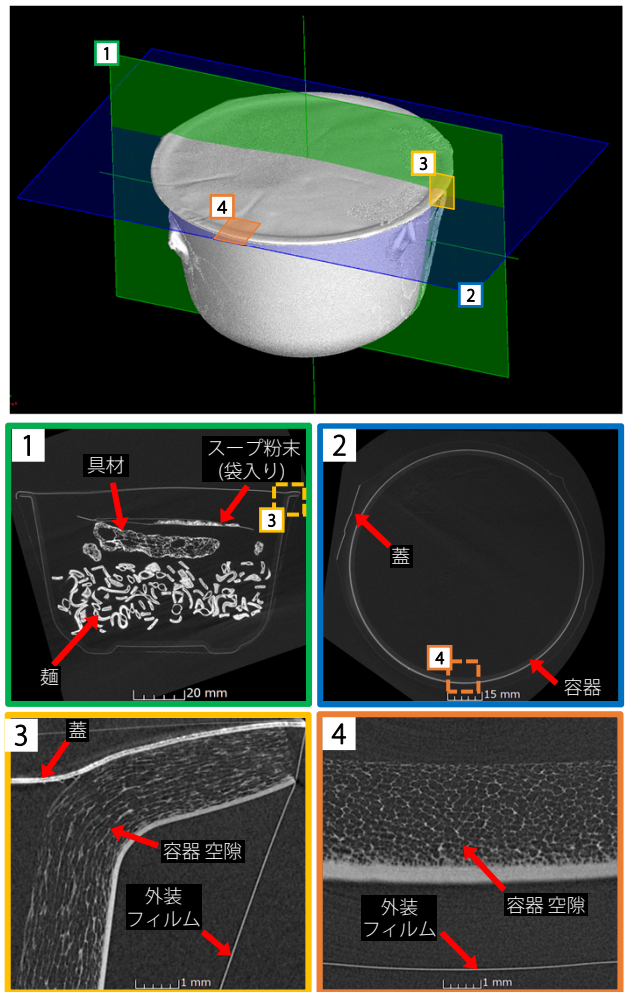 1
3
4
2
1
具材
スープ粉末
(袋入り)
3
麺
20 mm
2
蓋
4
容器
15 mm
3
蓋
容器 空隙
外装
フィルム
1 mm
4
容器 空隙
外装
フィルム
1 mm